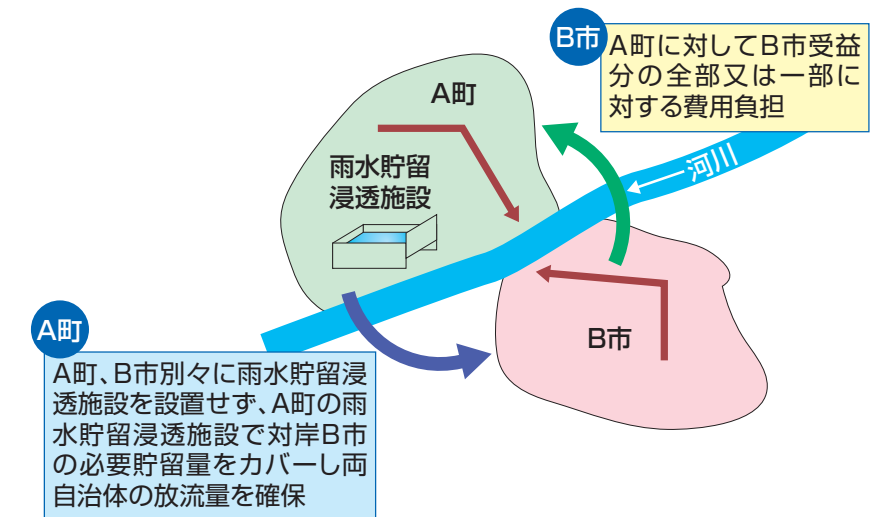 B市
A町に対してB市受益
分の全部又は一部に
対する費用負担
A町
雨水貯留
浸透施設
河川
B市
A町
A町、B市別々に雨水貯留浸
透施設を設置せず、A町の雨
水貯留浸透施設で対岸B市
の必要貯留量をカバーし両
自治体の放流量を確保